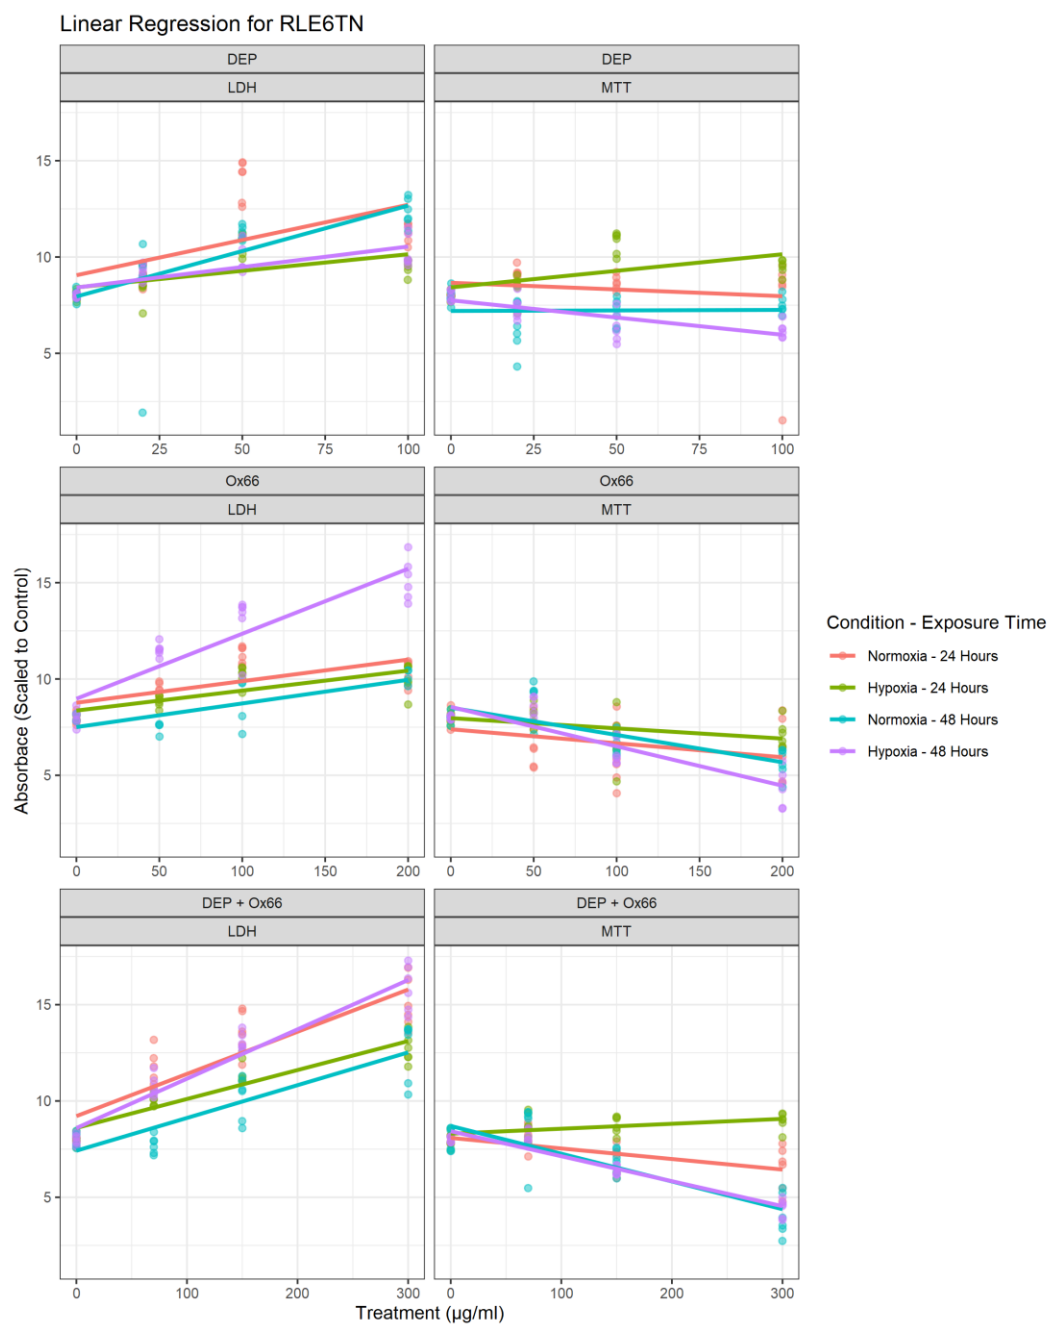 Linear Regression for RLE6TN
DEP DEP
LDH MTT
15
10
5
0 25 50 75 100 0 25 50 75 100
Ox66 Ox66
LDH MTT
15
10
5
0 50 100 150 200 0 50 100 150 200
DEP + Ox66 DEP + Ox66
LDH MTT
15
10
5
0 100 200 300 0 100 200 300
Absorbace (Scaled to Control)
Treatment (µg/ml)
Condition - Exposure Time
Normoxia - 24 Hours
Hypoxia - 24 Hours
Normoxia - 48 Hours
Hypoxia - 48 Hours